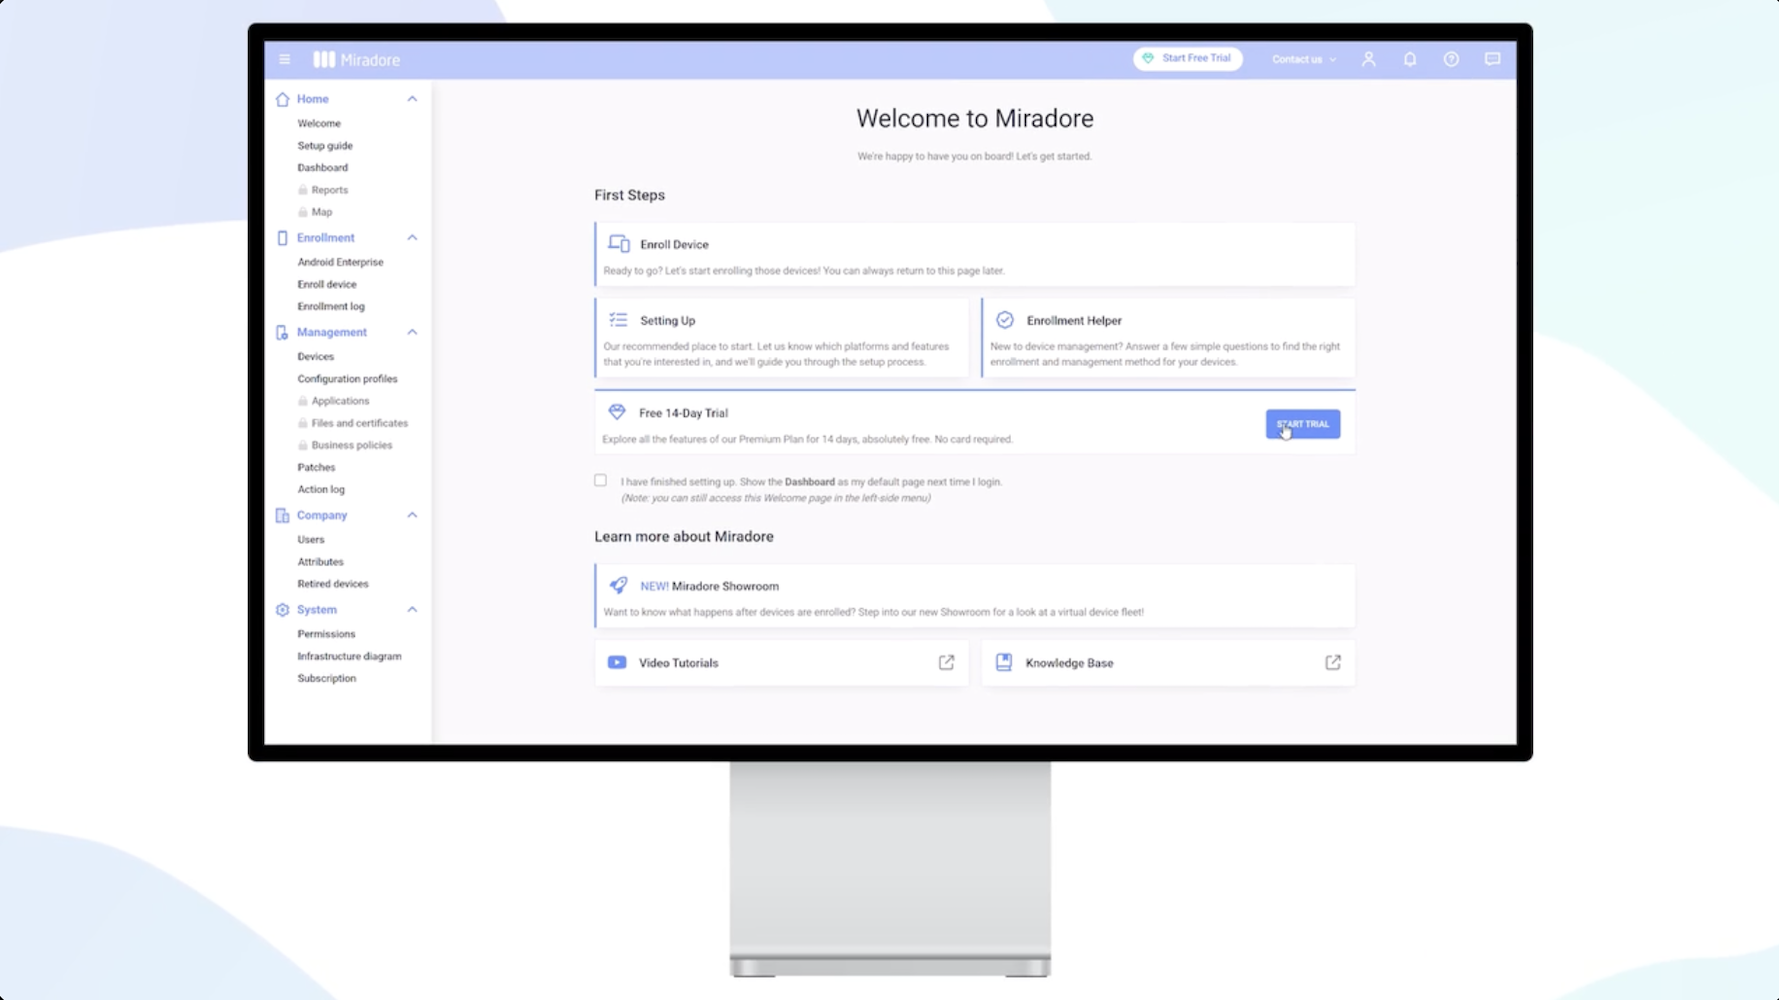 Miradore
Start Free Trial
Contact us
Home
Welcome
Setup guide
Dashboard
Reports
Map
Enrollment
Android Enterprise
Enroll device
Enrollment log
Management
Devices
Configuration profiles
Applications
Files and certificates
Business policies
Patches
Action log
Company
Users
Attributes
Retired devices
System
Permissions
Infrastructure diagram
Subscription
Welcome to Miradore
We're happy to have you on board! Let's get started.
First Steps
Enroll Device
Ready to go? Let's start enrolling those devices! You can always return to this page later.
Setting Up
Our recommended place to start. Let us know which platforms and features
that you're interested in, and we'll guide you through the setup process.
Enrollment Helper
New to device management? Answer a few simple questions to find the right
enrollment and management method for your devices.
Free 14-Day Trial
Explore all the features of our Premium Plan for 14 days, absolutely free. No card required.
START TRIAL
I have finished setting up. Show the Dashboard as my default page next time I login.
(Note: you can still access this Welcome page in the left-side menu)
Learn more about Miradore
NEW! Miradore Showroom
Want to know what happens after devices are enrolled? Step into our new Showroom for a look at a virtual device fleet!
Video Tutorials
Knowledge Base